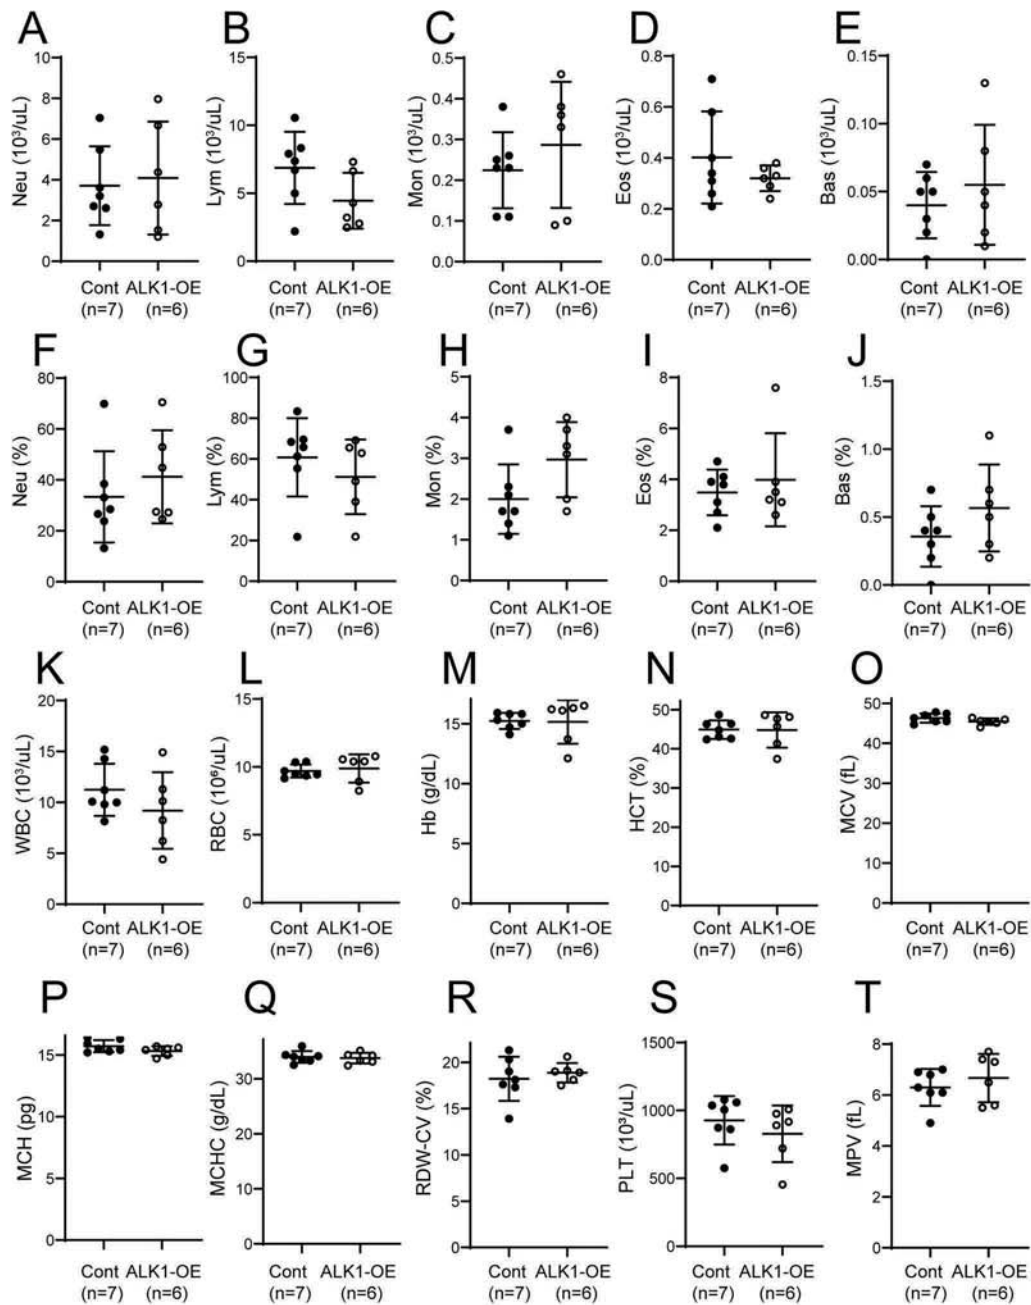 A B C D E
Neu (10³/uL)
10
8
6
4
2
0
Cont ALK1-OE
(n=7) (n=6)
Lym (10³/uL)
15
10
5
0
Cont ALK1-OE
(n=7) (n=6)
Mon (10³/uL)
0.5
0.4
0.3
0.2
0.1
0.0
Cont ALK1-OE
(n=7) (n=6)
Eos (10³/uL)
0.8
0.6
0.4
0.2
0.0
Cont ALK1-OE
(n=7) (n=6)
Bas (10³/uL)
0.15
0.10
0.05
0.00
Cont ALK1-OE
(n=7) (n=6)
F G H I J
Neu (%)
80
60
40
20
0
Cont ALK1-OE
(n=7) (n=6)
Lym (%)
100
80
60
40
20
0
Cont ALK1-OE
(n=7) (n=6)
Mon (%)
5
4
3
2
1
0
Cont ALK1-OE
(n=7) (n=6)
Eos (%)
8
6
4
2
0
Cont ALK1-OE
(n=7) (n=6)
Bas (%)
1.5
1.0
0.5
0.0
Cont ALK1-OE
(n=7) (n=6)
K L M N O
WBC (10³/uL)
20
15
10
5
0
Cont ALK1-OE
(n=7) (n=6)
RBC (10⁶/uL)
15
10
5
0
Cont ALK1-OE
(n=7) (n=6)
Hb (g/dL)
15
10
5
0
Cont ALK1-OE
(n=7) (n=6)
HCT (%)
50
40
30
20
10
0
Cont ALK1-OE
(n=7) (n=6)
MCV (fL)
50
40
30
20
10
0
Cont ALK1-OE
(n=7) (n=6)
P Q R S T
MCH (pg)
15
10
5
0
Cont ALK1-OE
(n=7) (n=6)
MCHC (g/dL)
30
20
10
0
Cont ALK1-OE
(n=7) (n=6)
RDW-CV (%)
20
15
10
5
0
Cont ALK1-OE
(n=7) (n=6)
PLT (10³/uL)
1500
1000
500
0
Cont ALK1-OE
(n=7) (n=6)
MPV (fL)
8
6
4
2
0
Cont ALK1-OE
(n=7) (n=6)